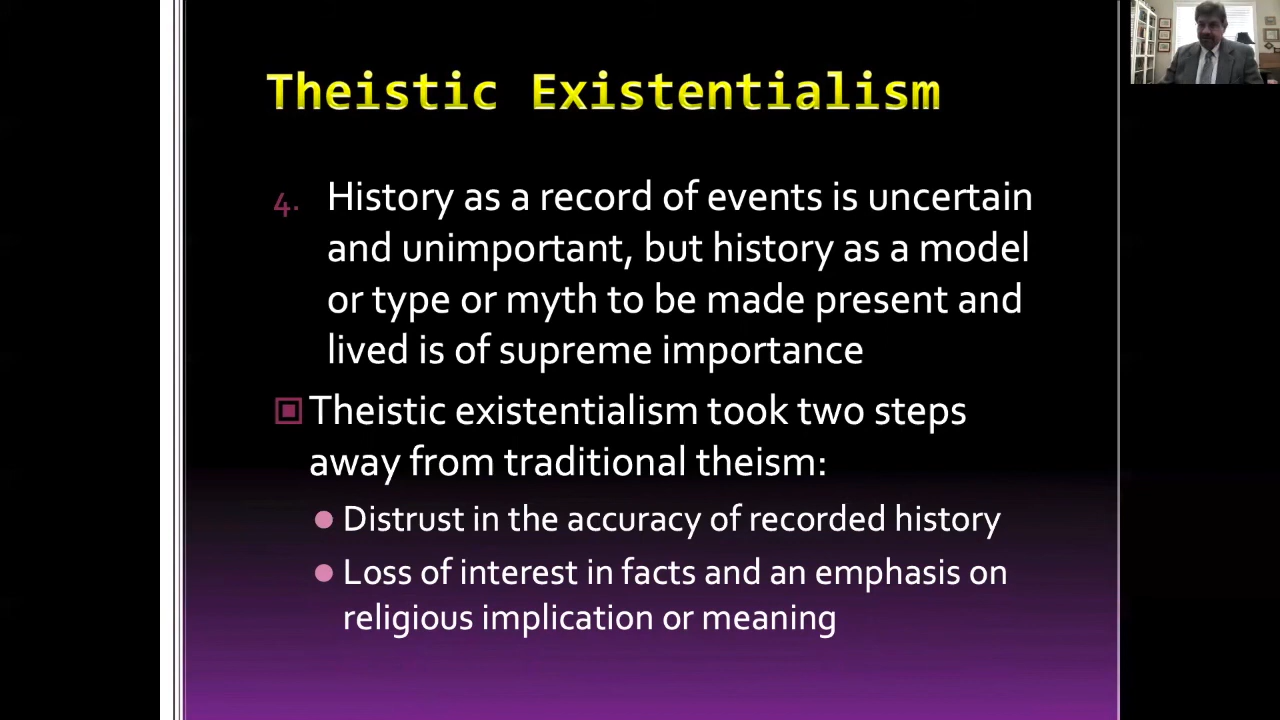 Theistic Existentialism
4. History as a record of events is uncertain
and unimportant, but history as a model
or type or myth to be made present and
lived is of supreme importance
Theistic existentialism took two steps
away from traditional theism:
Distrust in the accuracy of recorded history
Loss of interest in facts and an emphasis on
religious implication or meaning